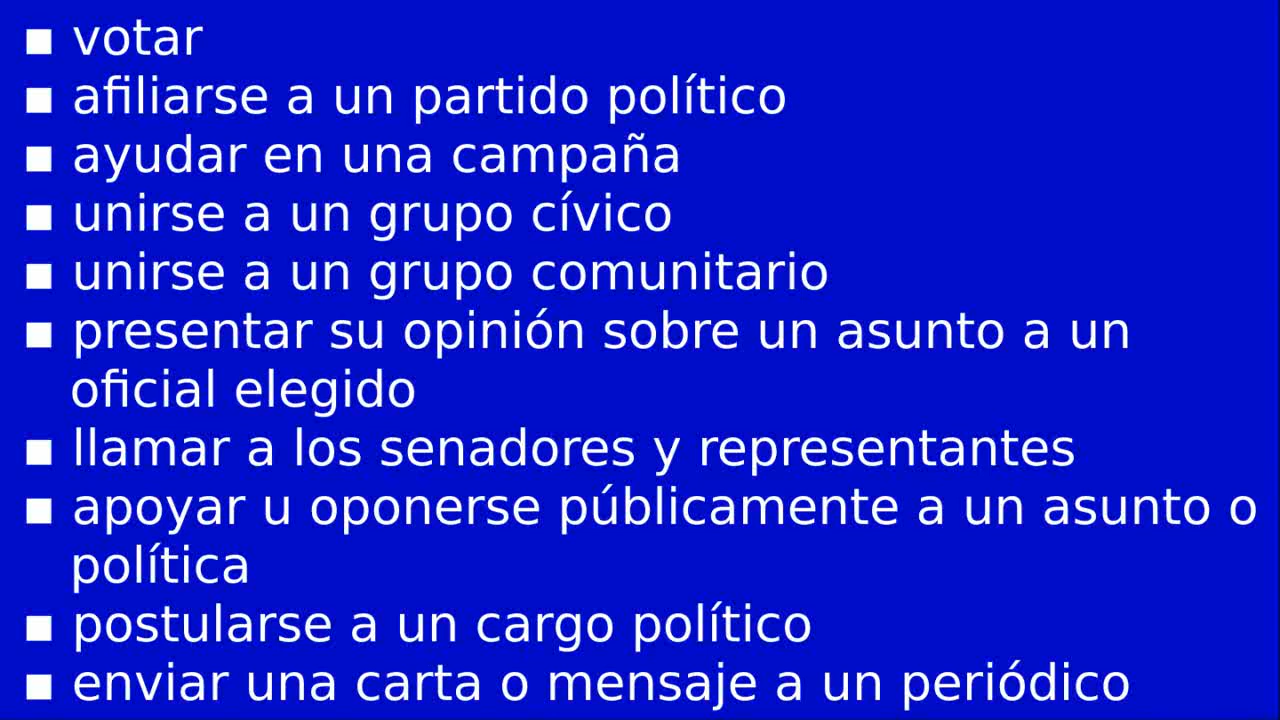 ▪ votar
▪ afiliarse a un partido político
▪ ayudar en una campaña
▪ unirse a un grupo cívico
▪ unirse a un grupo comunitario
▪ presentar su opinión sobre un asunto a un
oficial elegido
▪ llamar a los senadores y representantes
▪ apoyar u oponerse públicamente a un asunto o
política
▪ postularse a un cargo político
▪ enviar una carta o mensaje a un periódico